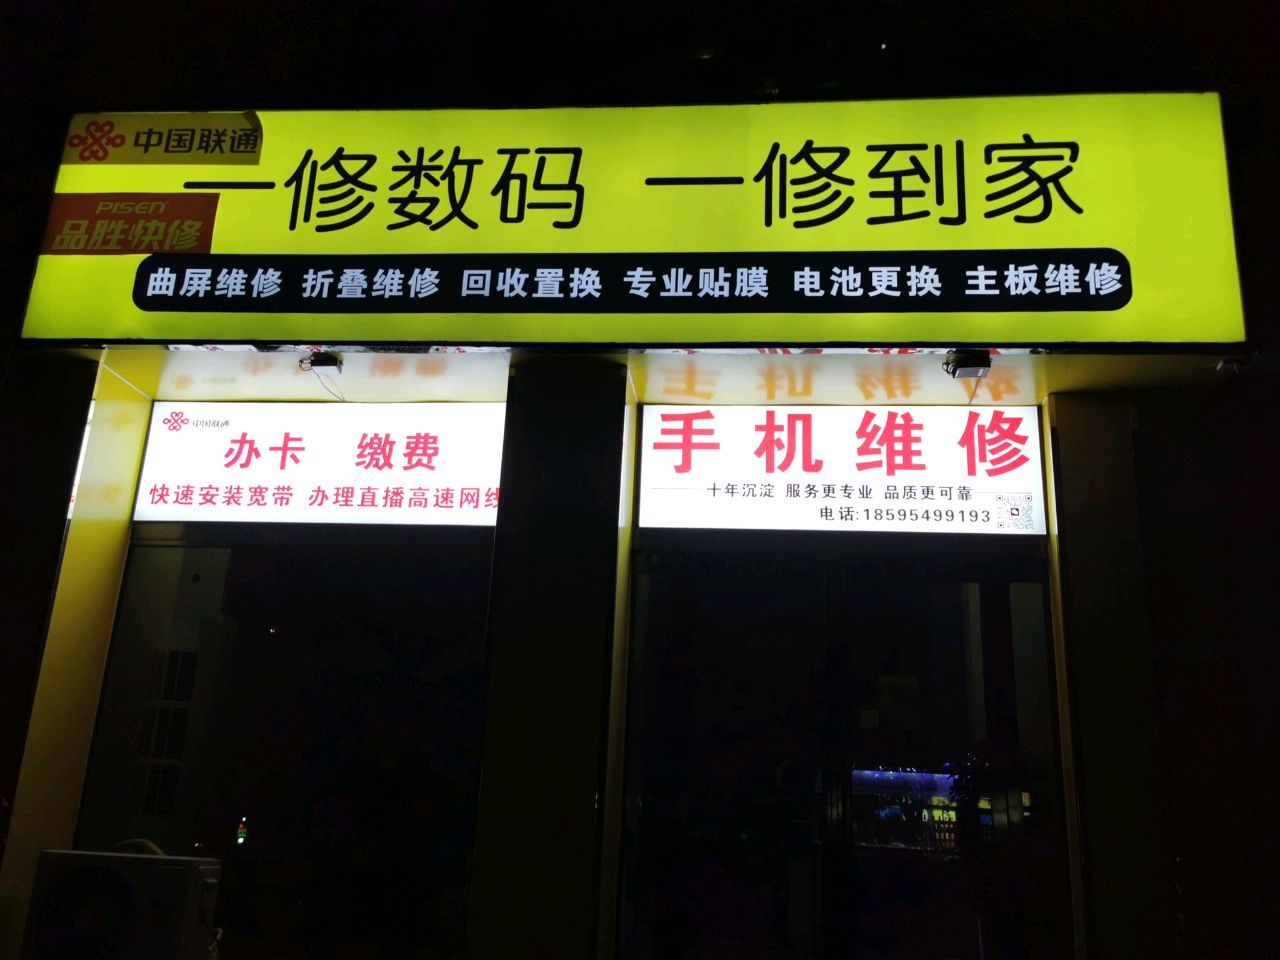 中国联通
一修数码 一修到家
PISEN
品胜快修
曲屏维修 折叠维修 回收置换 专业贴膜 电池更换 主板维修
中国联通
办卡 缴费
快速安装宽带 办理直播高速网线
手机维修
十年沉淀 服务更专业 品质更可靠
电话:18595499193